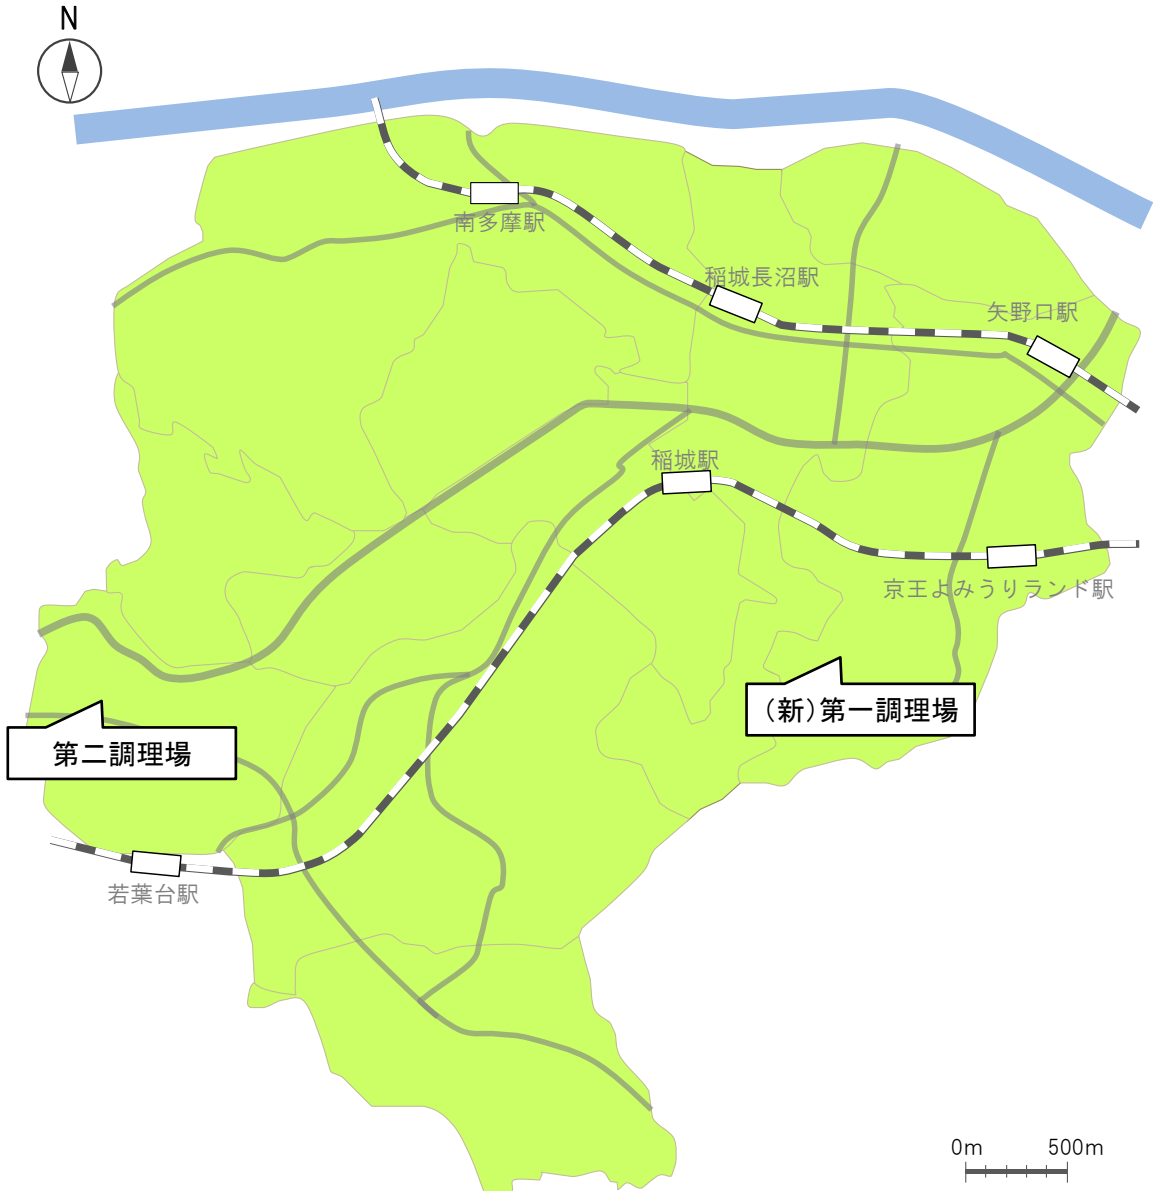 N
南多摩駅
稲城長沼駅
矢野口駅
稲城駅
京王よみうりランド駅
（新）第一調理場
第二調理場
若葉台駅
0m 500m